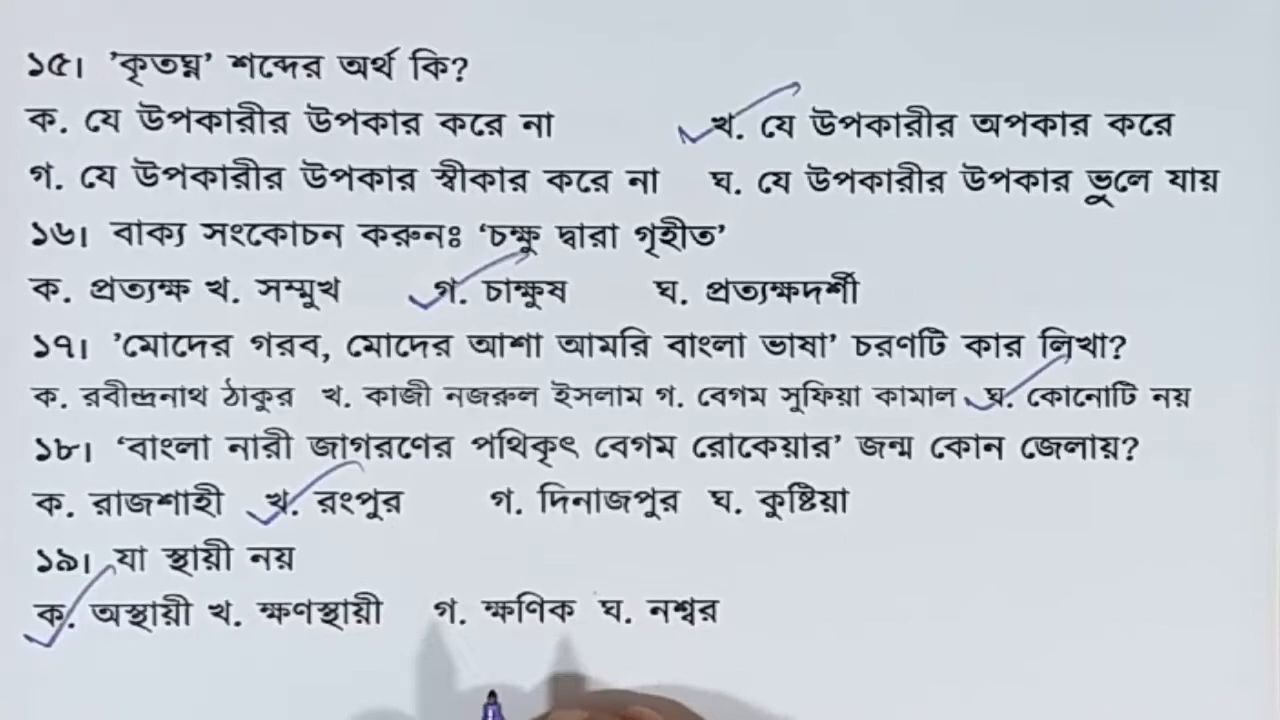 ১৫। ’কৃতঘ্ন’ শব্দের অর্থ কি?
ক. যে উপকারীর উপকার করে না খ. যে উপকারীর অপকার করে
গ. যে উপকারীর উপকার স্বীকার করে না ঘ. যে উপকারীর উপকার ভুলে যায়
১৬। বাক্য সংকোচন করুনঃ ‘চক্ষু দ্বারা গৃহীত’
ক. প্রত্যক্ষ খ. সম্মুখ গ. চাক্ষুষ ঘ. প্রত্যক্ষদর্শী
১৭। ’মোদের গরব, মোদের আশা আমরি বাংলা ভাষা’ চরণটি কার লিখা?
ক. রবীন্দ্রনাথ ঠাকুর খ. কাজী নজরুল ইসলাম গ. বেগম সুফিয়া কামাল ঘ. কোনোটি নয়
১৮। ‘বাংলা নারী জাগরণের পথিকৃৎ বেগম রোকেয়ার’ জন্ম কোন জেলায়?
ক. রাজশাহী খ. রংপুর গ. দিনাজপুর ঘ. কুষ্টিয়া
১৯। যা স্থায়ী নয়
ক. অস্থায়ী খ. ক্ষণস্থায়ী গ. ক্ষণিক ঘ. নশ্বর